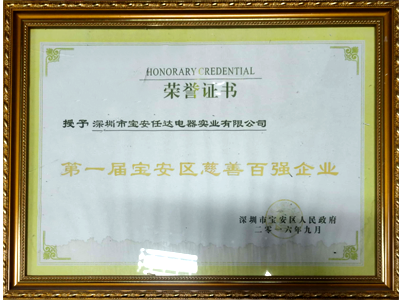 HONORARY CREDENTIAL
荣誉证书
授予 深圳市宝安任达电器实业有限公司
第一届宝安区慈善百强企业
深圳市宝安区人民政府
二零一六年九月